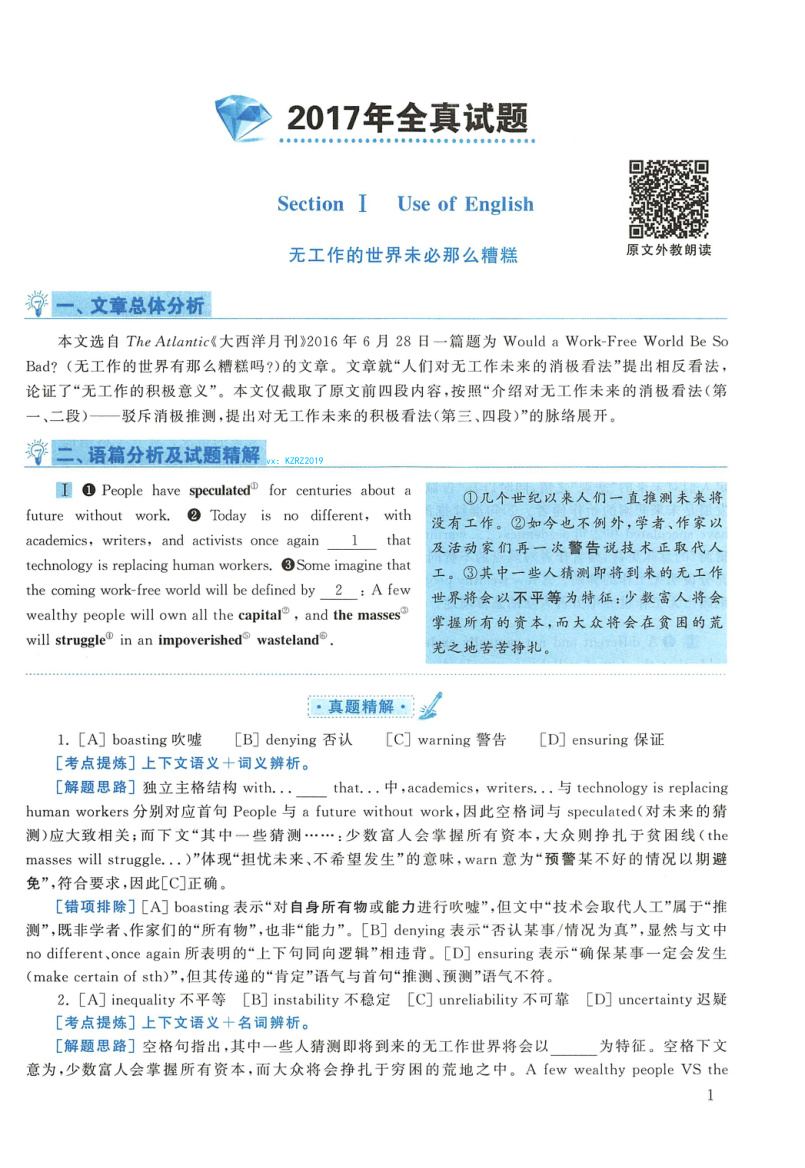 2017年全真试题
Section Ⅰ Use of English
无工作的世界未必那么糟糕
原文外教朗读
一、文章总体分析
本文选自 The Atlantic《大西洋月刊》2016 年 6 月 28 日一篇题为 Would a Work-Free World Be So
Bad?（无工作的世界有那么糟糕吗?)的文章。文章就“人们对无工作未来的消极看法”提出相反看法，
论证了“无工作的积极意义”。本文仅截取了原文前四段内容，按照“介绍对无工作未来的消极看法（第
一、二段）——驳斥消极推测，提出对无工作未来的积极看法（第三、四段）”的脉络展开。
二、语篇分析及试题精解
vx: KZRZ2019
Ⅰ ❶ People have speculated① for centuries about a
future without work. ❷ Today is no different, with
academics, writers, and activists once again 1 that
technology is replacing human workers. ❸Some imagine that
the coming work-free world will be defined by 2 : A few
wealthy people will own all the capital②, and the masses③
will struggle④ in an impoverished⑤ wasteland⑥.
①几个世纪以来人们一直推测未来将
没有工作。②如今也不例外，学者、作家以
及活动家们再一次警告说技术正取代人
工。③其中一些人猜测即将到来的无工作
世界将会以不平等为特征：少数富人将会
掌握所有的资本，而大众将会在贫困的荒
芜之地苦苦挣扎。
·真题精解·
1. [A] boasting 吹嘘 [B] denying 否认 [C] warning 警告 [D] ensuring 保证
[考点提炼] 上下文语义＋词义辨析。
[解题思路] 独立主格结构 with...____ that...中，academics, writers...与 technology is replacing
human workers 分别对应首句 People 与 a future without work，因此空格词与 speculated（对未来的猜
测）应大致相关；而下文“其中一些猜测……：少数富人会掌握所有资本，大众则挣扎于贫困线（the
masses will struggle...）”体现“担忧未来、不希望发生”的意味，warn 意为“预警某不好的情况以期避
免”，符合要求，因此[C]正确。
[错项排除] [A] boasting 表示“对自身所有物或能力进行吹嘘”，但文中“技术会取代人工”属于“推
测”，既非学者、作家们的“所有物”，也非“能力”。[B] denying 表示“否认某事/情况为真”，显然与文中
no different、once again 所表明的“上下句同向逻辑”相违背。[D] ensuring 表示“确保某事一定会发生
(make certain of sth)”，但其传递的“肯定”语气与首句“推测、预测”语气不符。
2. [A] inequality 不平等 [B] instability 不稳定 [C] unreliability 不可靠 [D] uncertainty 迟疑
[考点提炼] 上下文语义＋名词辨析。
[解题思路] 空格句指出，其中一些人猜测即将到来的无工作世界将会以______为特征。空格下文
意为，少数富人将会掌握所有的资本，而大众将会挣扎于穷困的荒地之中。A few wealthy people VS the
1